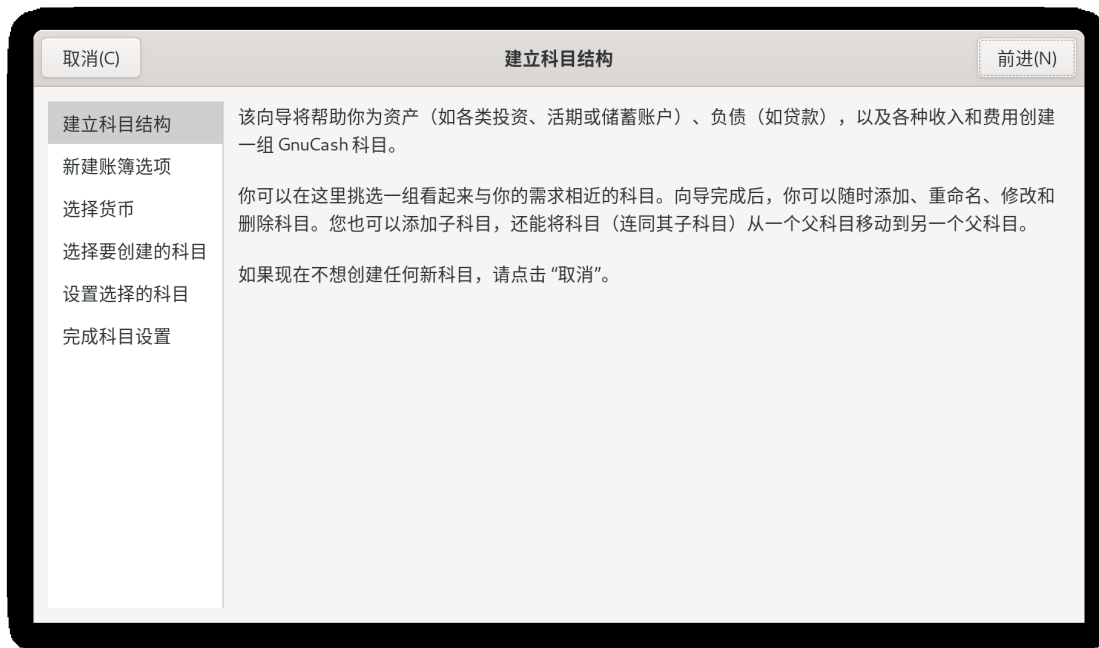 取消(C)
建立科目结构
前进(N)
建立科目结构
新建账簿选项
选择货币
选择要创建的科目
设置选择的科目
完成科目设置
该向导将帮助你为资产（如各类投资、活期或储蓄账户）、负债（如贷款），以及各种收入和费用创建
一组 GnuCash 科目。
你可以在这里挑选一组看起来与你的需求相近的科目。向导完成后，你可以随时添加、重命名、修改和
删除科目。您也可以添加子科目，还能将科目（连同其子科目）从一个父科目移动到另一个父科目。
如果现在不想创建任何新科目，请点击 “取消”。